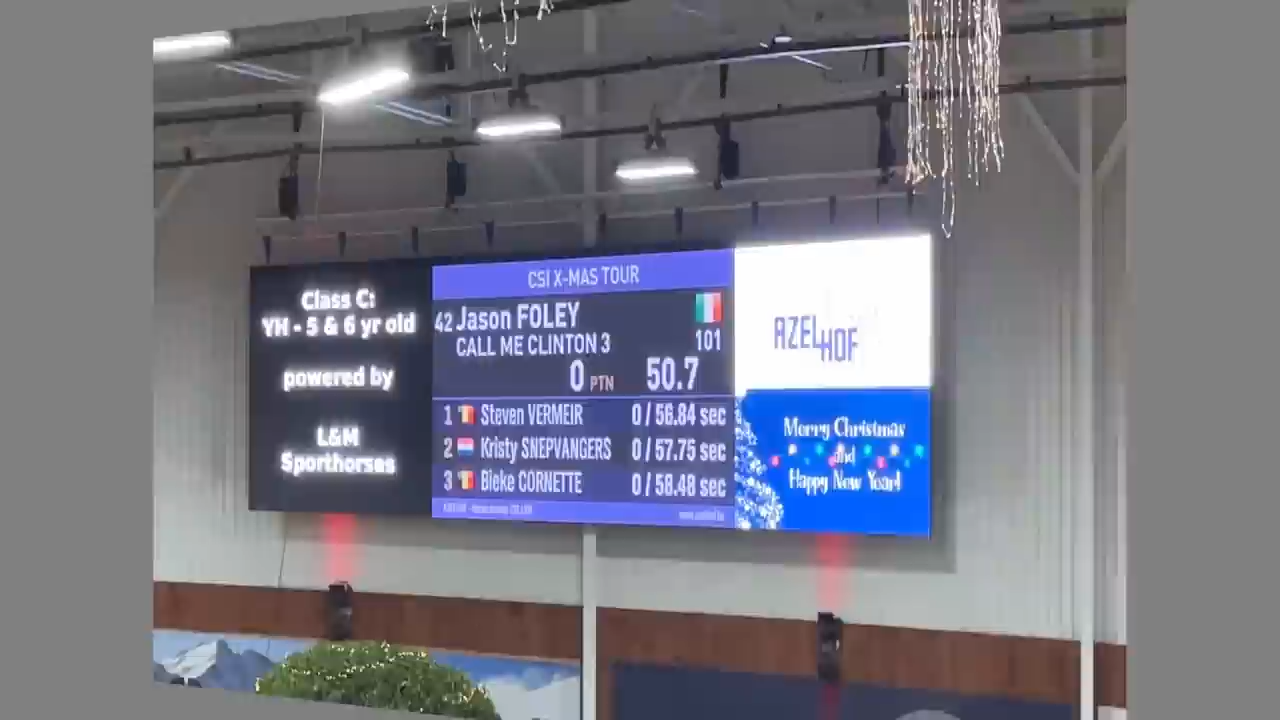 Class C:
YH - 5 & 6 yr old
powered by
L&M
Sporthorses
CSI X-MAS TOUR
42 Jason FOLEY
CALL ME CLINTON 3 101
0 PTN 50.7
1 Steven VERMEIR 0 / 56.84 sec
2 Kristy SNEPVANGERS 0 / 57.75 sec
3 Bieke CORNETTE 0 / 58.48 sec
AZELHOF
Merry Christmas
and
Happy New Year!